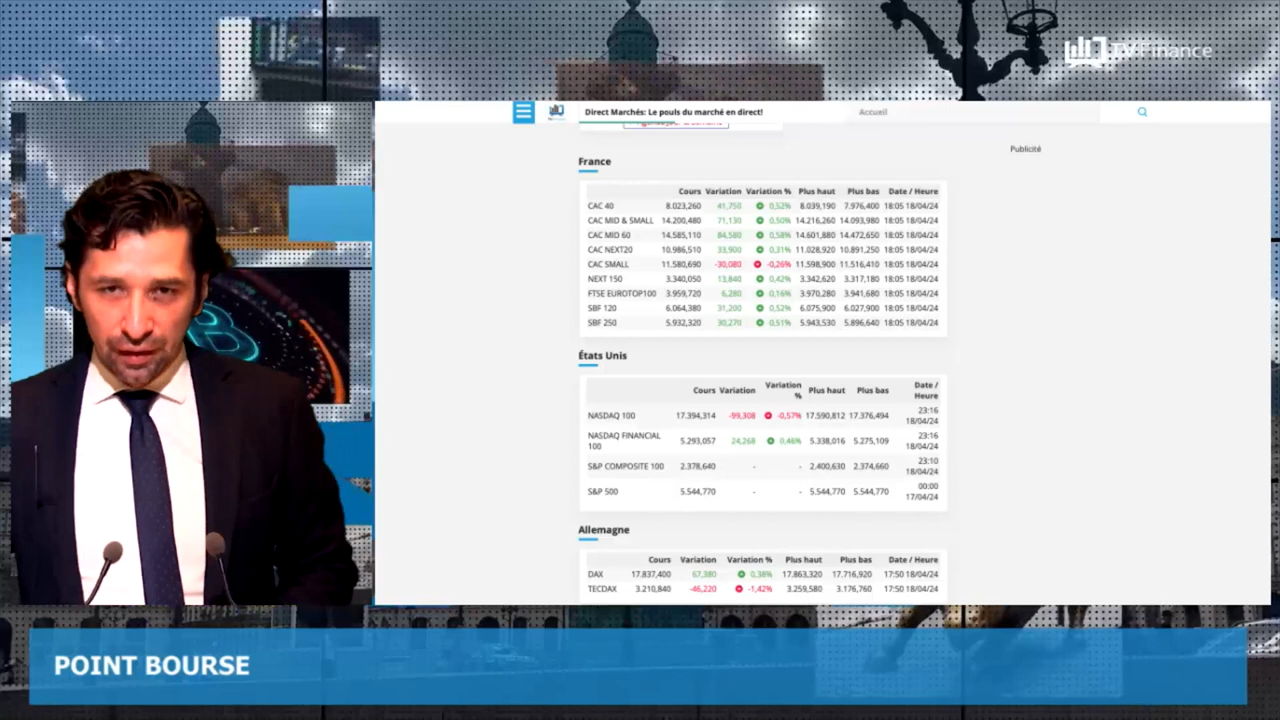 TVFinance
Direct Marchés: Le pouls du marché en direct!
Accueil
Publicité
France
Cours Variation Variation % Plus haut Plus bas Date / Heure
CAC 40 8.023,260 41,750 0,52% 8.039,190 7.976,400 18:05 18/04/24
CAC MID & SMALL 14.200,480 71,130 0,50% 14.216,260 14.093,980 18:05 18/04/24
CAC MID 60 14.585,110 84,580 0,58% 14.601,880 14.472,650 18:05 18/04/24
CAC NEXT20 10.986,510 33,900 0,31% 11.028,920 10.891,250 18:05 18/04/24
CAC SMALL 11.580,690 -30,080 -0,26% 11.598,900 11.516,410 18:05 18/04/24
NEXT 150 3.340,050 13,840 0,42% 3.342,620 3.317,180 18:05 18/04/24
FTSE EUROTOP100 3.959,720 6,280 0,16% 3.970,280 3.941,680 18:05 18/04/24
SBF 120 6.064,380 31,200 0,52% 6.075,900 6.027,900 18:05 18/04/24
SBF 250 5.932,320 30,270 0,51% 5.943,530 5.896,640 18:05 18/04/24
États Unis
Cours Variation Variation % Plus haut Plus bas Date / Heure
NASDAQ 100 17.394,314 -99,308 -0,57% 17.590,812 17.376,494 23:16 18/04/24
NASDAQ FINANCIAL 100 5.293,057 24,268 0,46% 5.338,016 5.275,109 23:16 18/04/24
S&P COMPOSITE 100 2.378,640 - - 2.400,630 2.374,660 23:10 18/04/24
S&P 500 5.544,770 - - 5.544,770 5.544,770 00:00 17/04/24
Allemagne
Cours Variation Variation % Plus haut Plus bas Date / Heure
DAX 17.837,400 67,380 0,38% 17.863,320 17.716,920 17:50 18/04/24
TECDAX 3.210,840 -46,220 -1,42% 3.259,580 3.176,760 17:50 18/04/24
POINT BOURSE